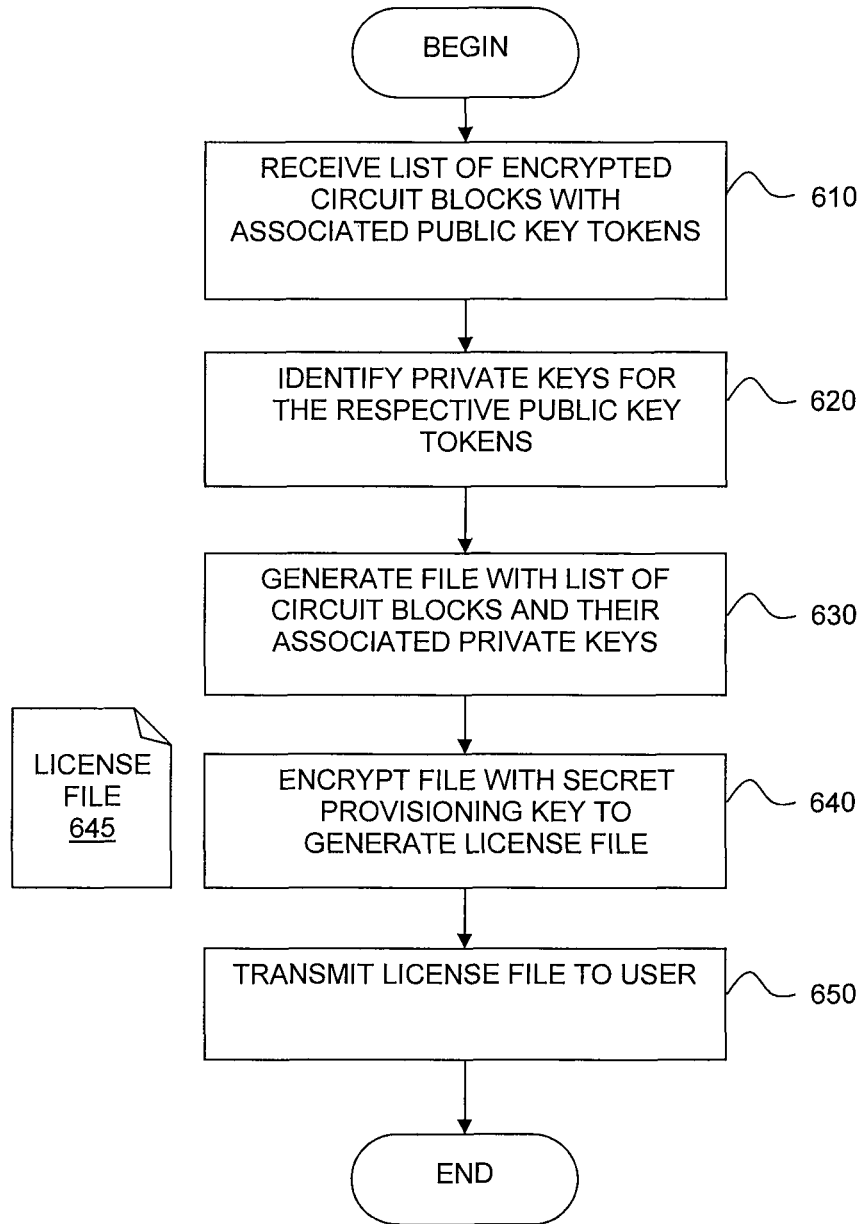 BEGIN
RECEIVE LIST OF ENCRYPTED
CIRCUIT BLOCKS WITH
ASSOCIATED PUBLIC KEY TOKENS
610
IDENTIFY PRIVATE KEYS FOR
THE RESPECTIVE PUBLIC KEY
TOKENS
620
GENERATE FILE WITH LIST OF
CIRCUIT BLOCKS AND THEIR
ASSOCIATED PRIVATE KEYS
630
LICENSE
FILE
645
ENCRYPT FILE WITH SECRET
PROVISIONING KEY TO
GENERATE LICENSE FILE
640
TRANSMIT LICENSE FILE TO USER
650
END